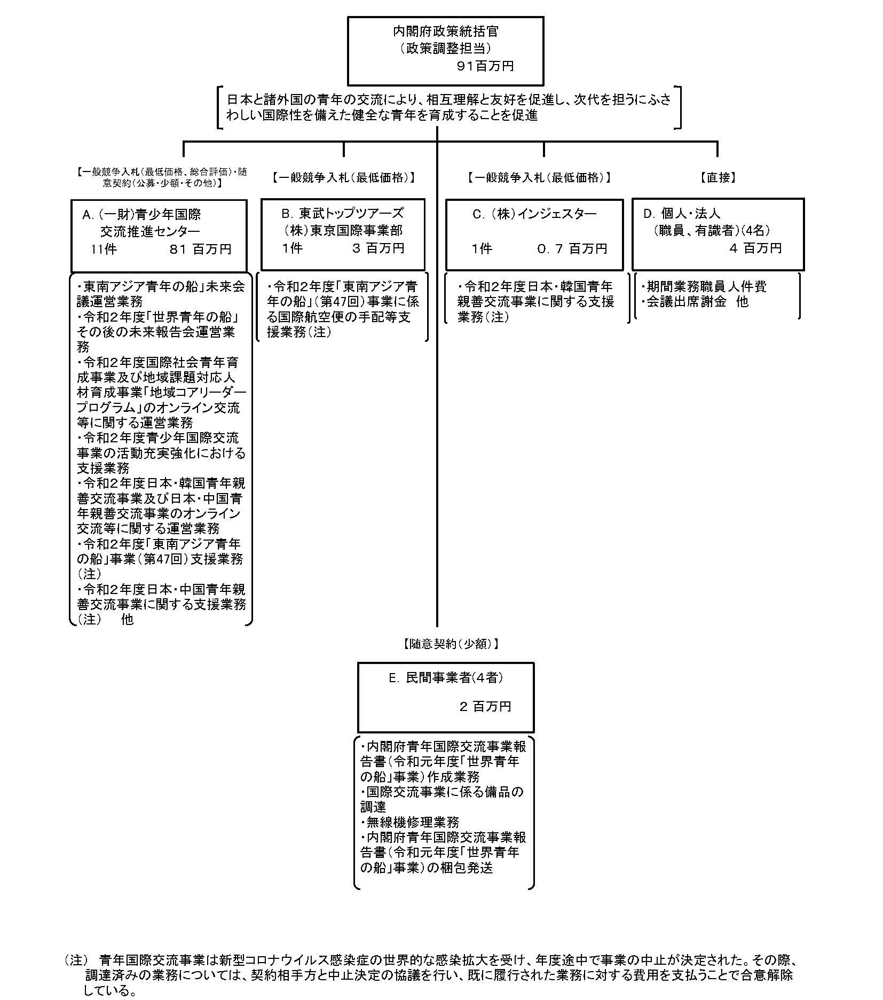 内閣府政策統括官
（政策調整担当）
91百万円
日本と諸外国の青年の交流により、相互理解と友好を促進し、次代を担うにふさ
わしい国際性を備えた健全な青年を育成することを促進
【一般競争入札（最低価格、総合評価）・随
意契約（公募・少額・その他）】
A．（一財）青少年国際
交流推進センター
11件　81 百万円
・東南アジア青年の船」未来会
議運営業務
・令和２年度「世界青年の船」
その後の未来報告会運営業
務
・令和２年度国際社会青年育
成事業及び地域課題対応人
材育成事業「地域コアリーダー
プログラム」のオンライン交流
等に関する運営業務
・令和２年度青少年国際交流
事業の活動充実強化における
支援業務
・令和２年度日本・韓国青年親
善交流事業及び日本・中国青
年親善交流事業のオンライン
交流等に関する運営業務
・令和２年度「東南アジア青年
の船」事業（第47回）支援業務
（注）
・令和２年度日本・中国青年親
善交流事業に関する支援業務
（注）　他
【一般競争入札（最低価格）】
B．東武トップツアーズ
（株）東京国際事業部
1件　3 百万円
・令和２年度「東南アジア青
年の船」（第47回）事業に係
る国際航空便の手配等支
援業務（注）
【一般競争入札（最低価格）】
C．（株）インジェスター
1件　0．7 百万円
・令和２年度日本・韓国青年
親善交流事業に関する支援
業務（注）
【直接】
D．個人・法人
（職員、有識者）（4名）
4 百万円
・期間業務職員人件費
・会議出席謝金　他
【随意契約（少額）】
E．民間事業者（４者）
2 百万円
・内閣府青年国際交流事業報
告書（令和元年度「世界青年
の船」事業）作成業務
・国際交流事業に係る備品の
調達
・無線機修理業務
・内閣府青年国際交流事業報
告書（令和元年度「世界青年
の船」事業）の梱包発送
（注）　青年国際交流事業は新型コロナウイルス感染症の世界的な感染拡大を受け、年度途中で事業の中止が決定された。その際、
調達済みの業務については、契約相手方と中止決定の協議を行い、既に履行された業務に対する費用を支払うことで合意解除
している。